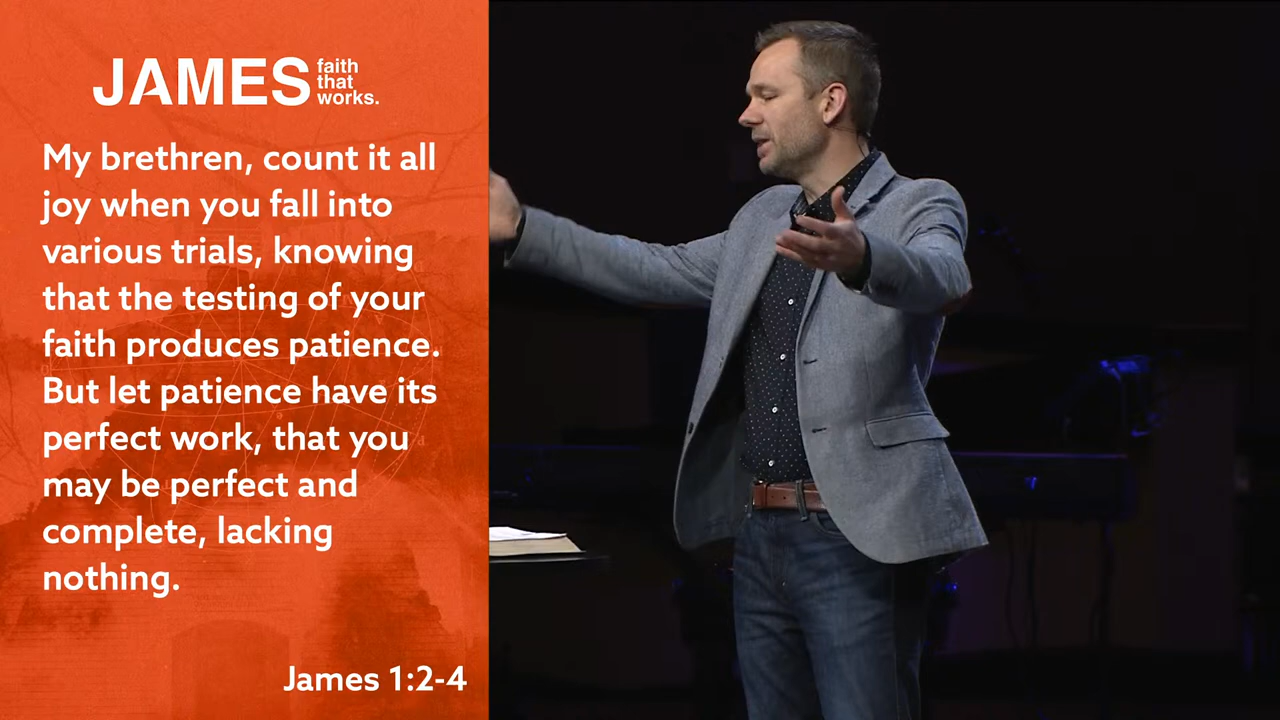 JAMES faith
that
works.
My brethren, count it all
joy when you fall into
various trials, knowing
that the testing of your
faith produces patience.
But let patience have its
perfect work, that you
may be perfect and
complete, lacking
nothing.
James 1:2-4